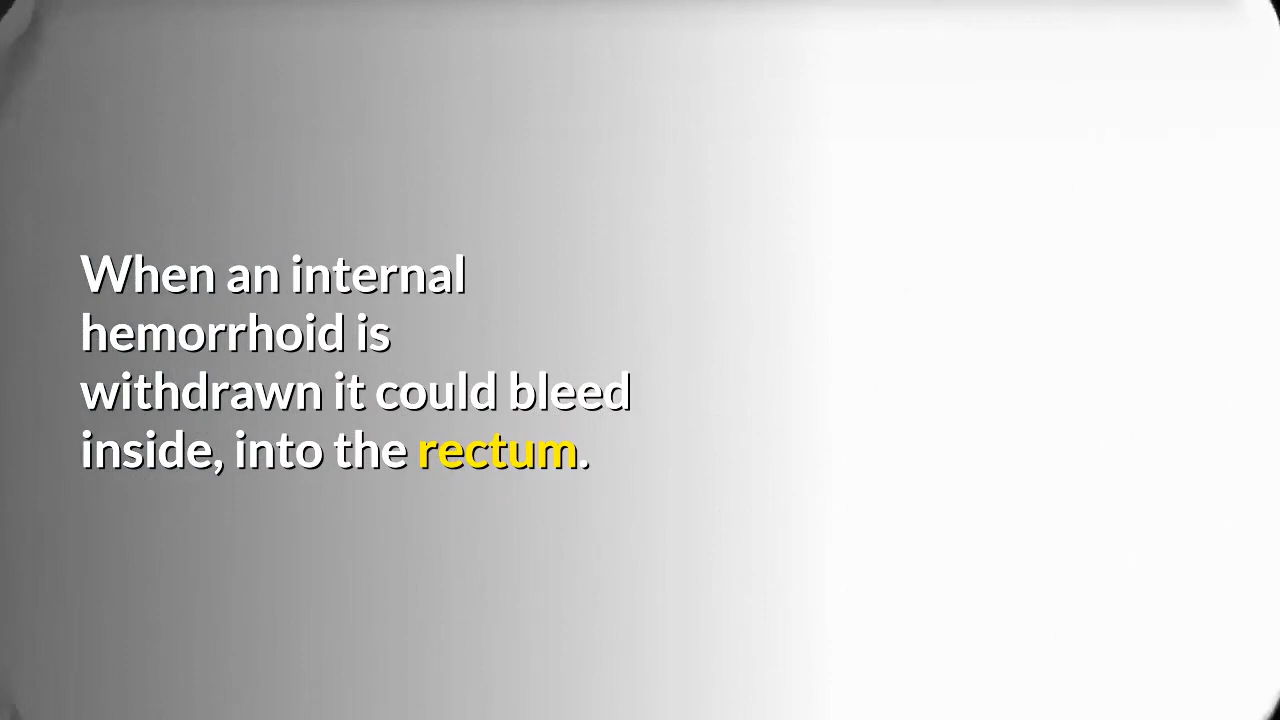 When an internal
hemorrhoid is
withdrawn it could bleed
inside, into the rectum.